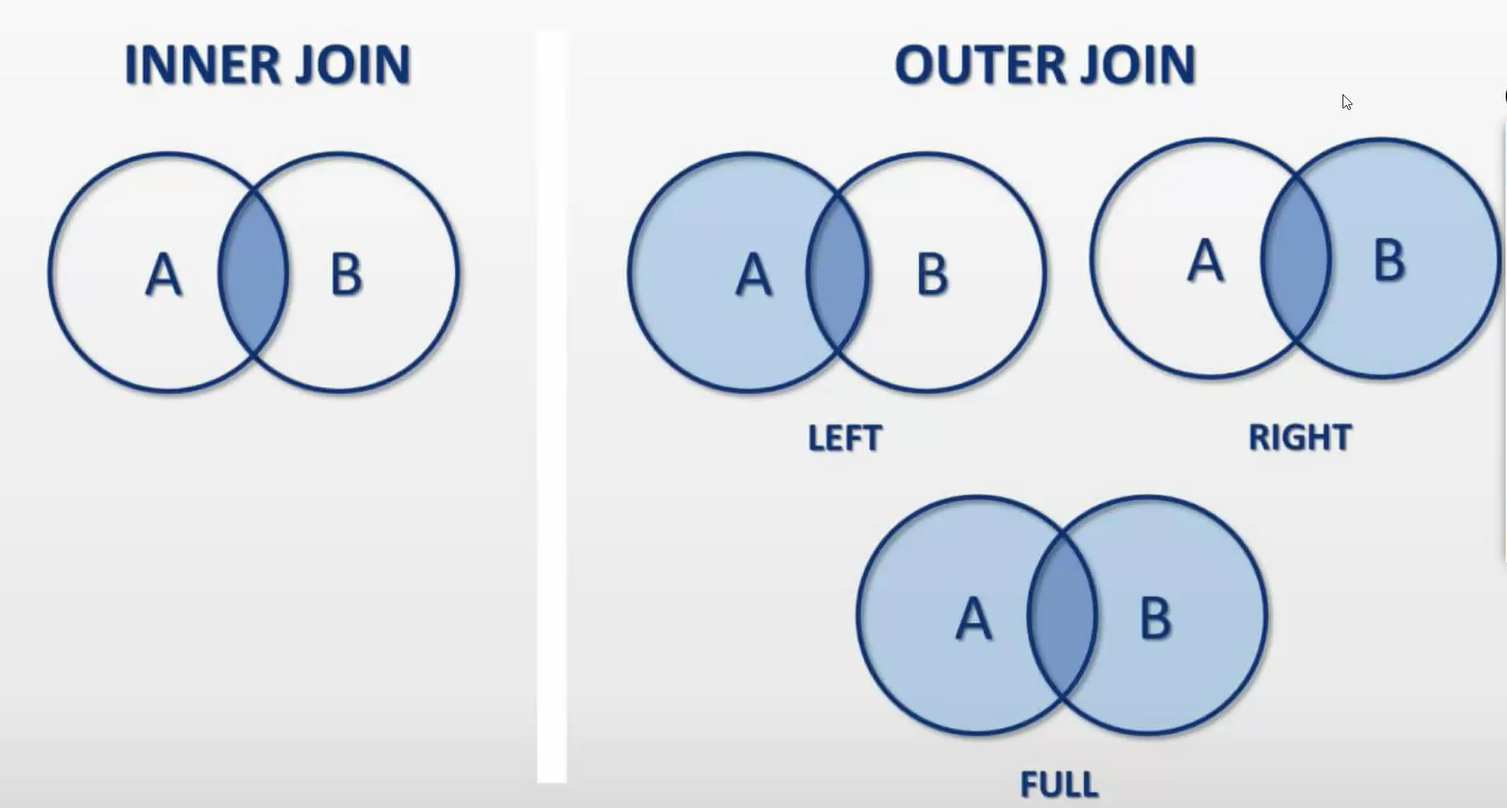 INNER JOIN
A B
OUTER JOIN
A B
LEFT
A B
RIGHT
A B
FULL